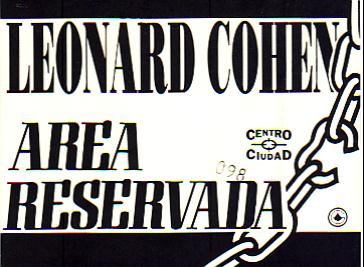 LEONARD COHEN
AREA
RESERVADA
CENTRO
CIUDAD
098